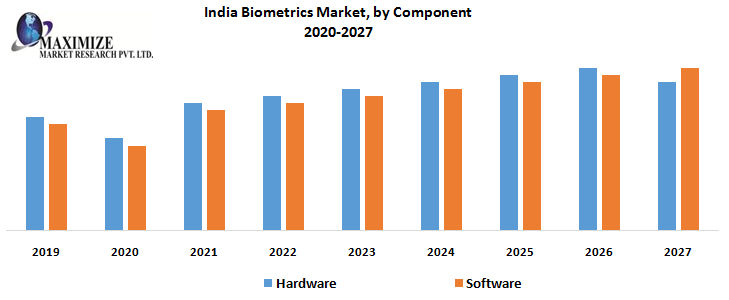 India Biometrics Market, by Component
2020-2027
MAXIMIZE
MARKET RESEARCH PVT. LTD.
2019 2020 2021 2022 2023 2024 2025 2026 2027
Hardware Software